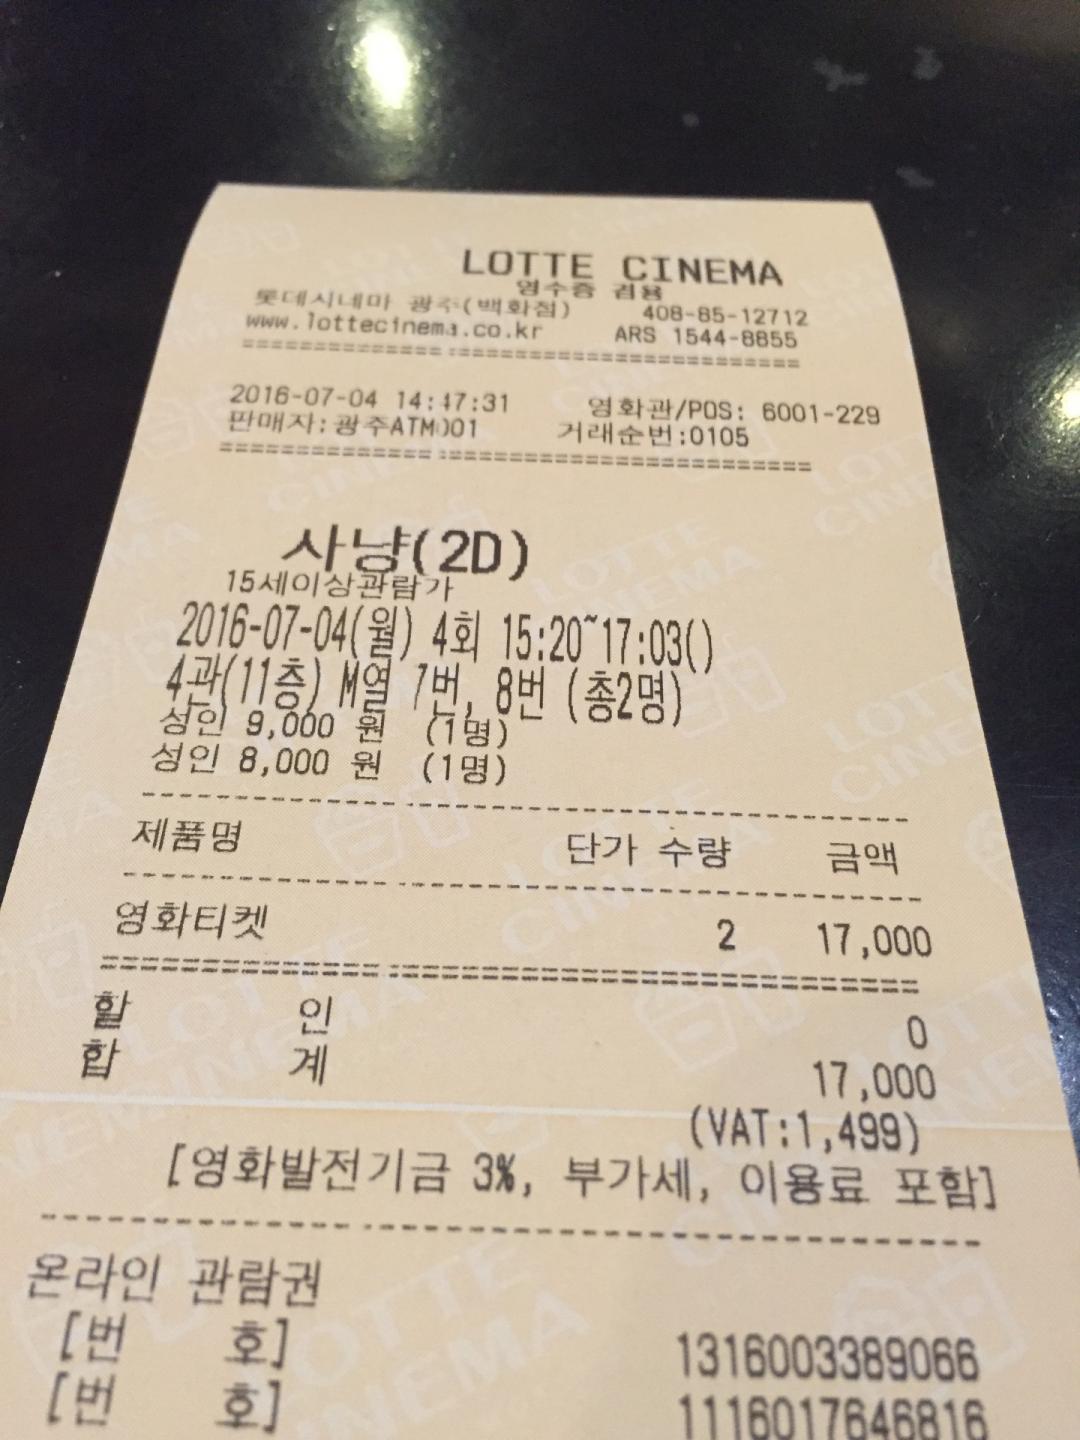 LOTTE CINEMA
영수증 겸용
롯데시네마 광주(백화점) 408-85-12712
www.lottecinema.co.kr ARS 1544-8855
========================================
2016-07-04 14:47:31 영화관/POS: 6001-229
판매자:광주ATM001 거래순번:0105
========================================
사냥(2D)
15세이상관람가
2016-07-04(월) 4회 15:20~17:03()
4관(11층) M열 7번, 8번 (총2명)
성인 9,000 원 (1명)
성인 8,000 원 (1명)
----------------------------------------
제품명 단가 수량 금액
----------------------------------------
영화티켓 2 17,000
========================================
할 인 0
합 계 17,000
(VAT:1,499)
[영화발전기금 3%, 부가세, 이용료 포함]
----------------------------------------
온라인 관람권
[번 호] 1316003389066
[번 호] 1116017646816